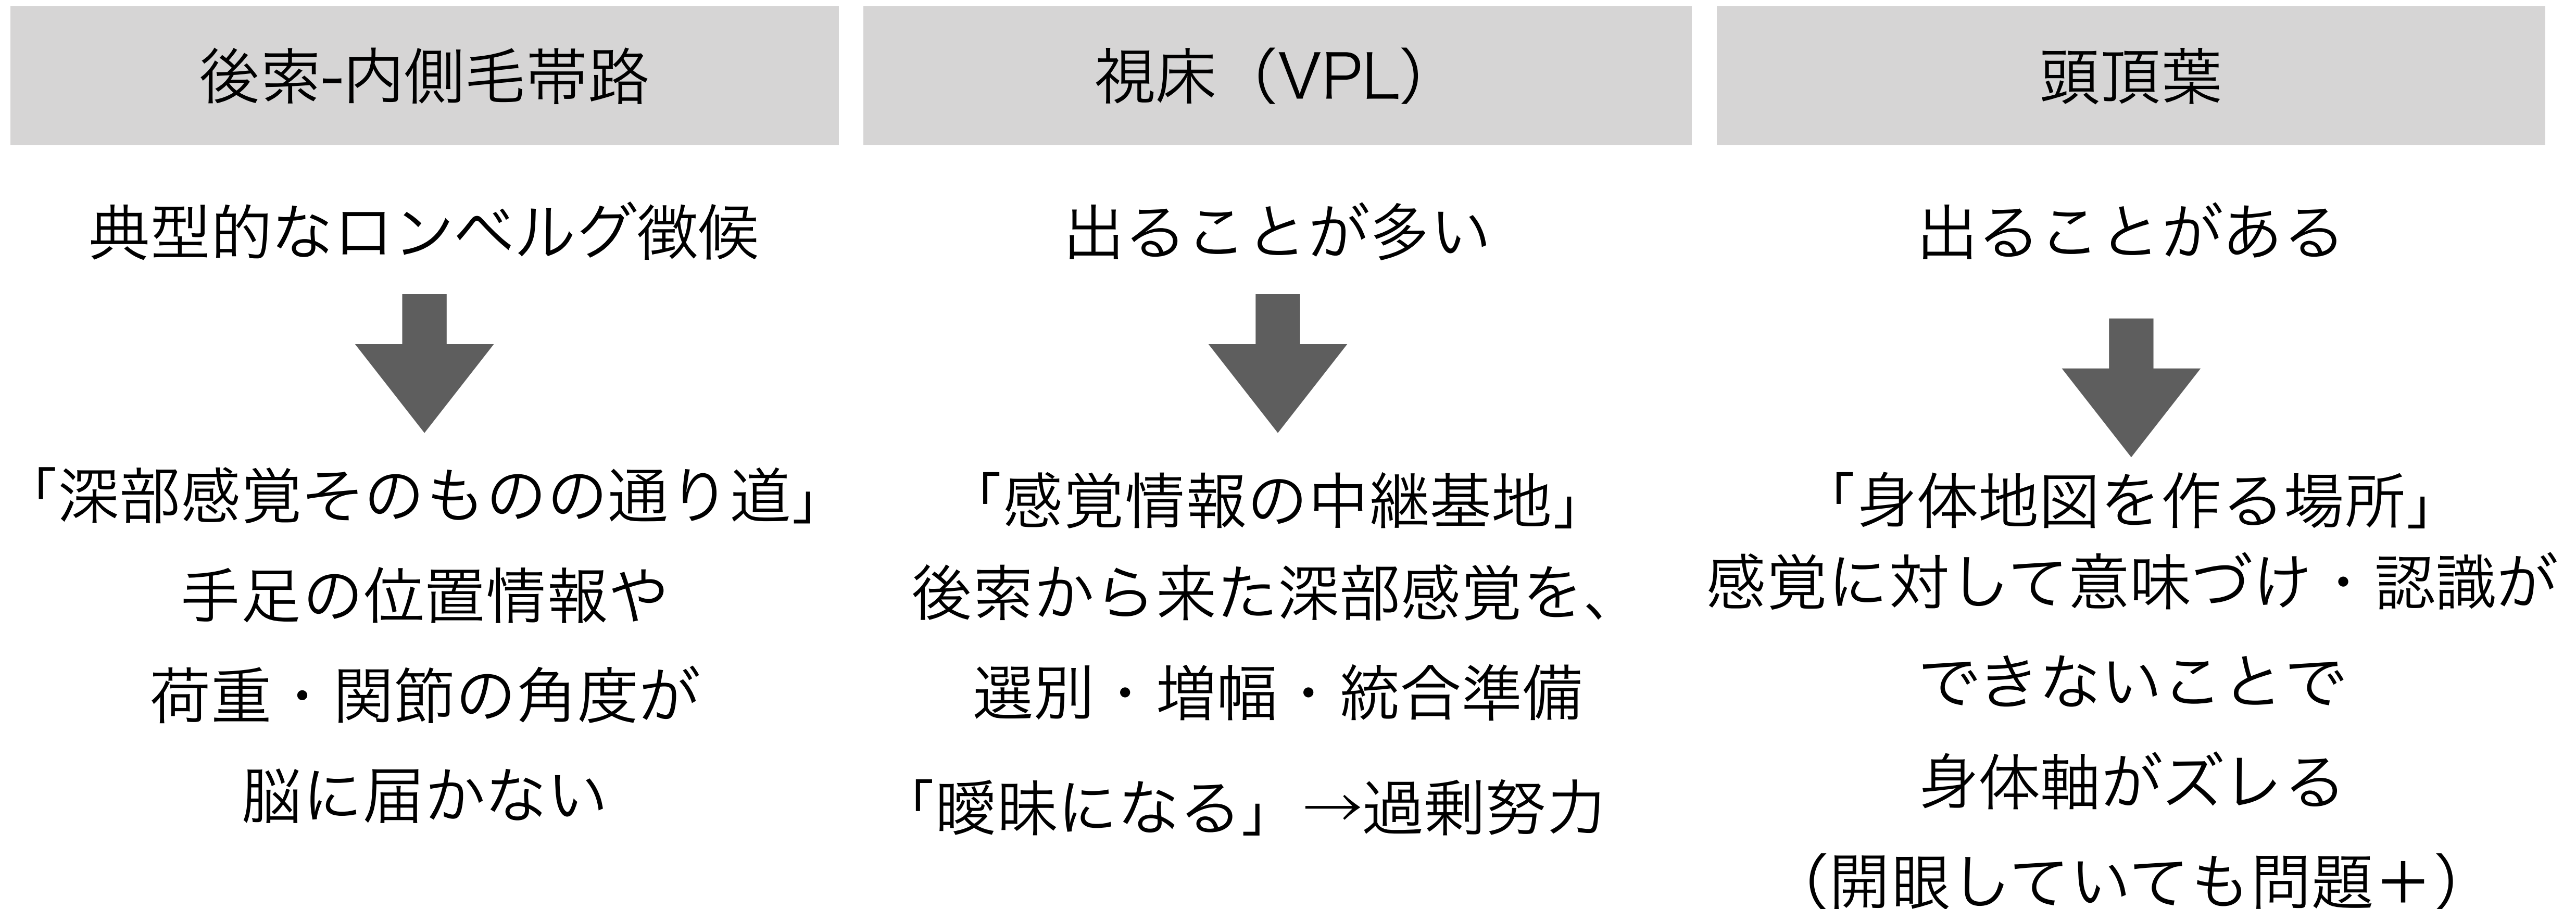 後索-内側毛帯路
典型的なロンベルグ徴候
「深部感覚そのものの通り道」
手足の位置情報や
荷重・関節の角度が
脳に届かない
視床（VPL）
出ることが多い
「感覚情報の中継基地」
後索から来た深部感覚を、
選別・増幅・統合準備
「曖昧になる」→過剰努力
頭頂葉
出ることがある
「身体地図を作る場所」
感覚に対して意味づけ・認識が
できないことで
身体軸がズレる
（開眼していても問題＋）